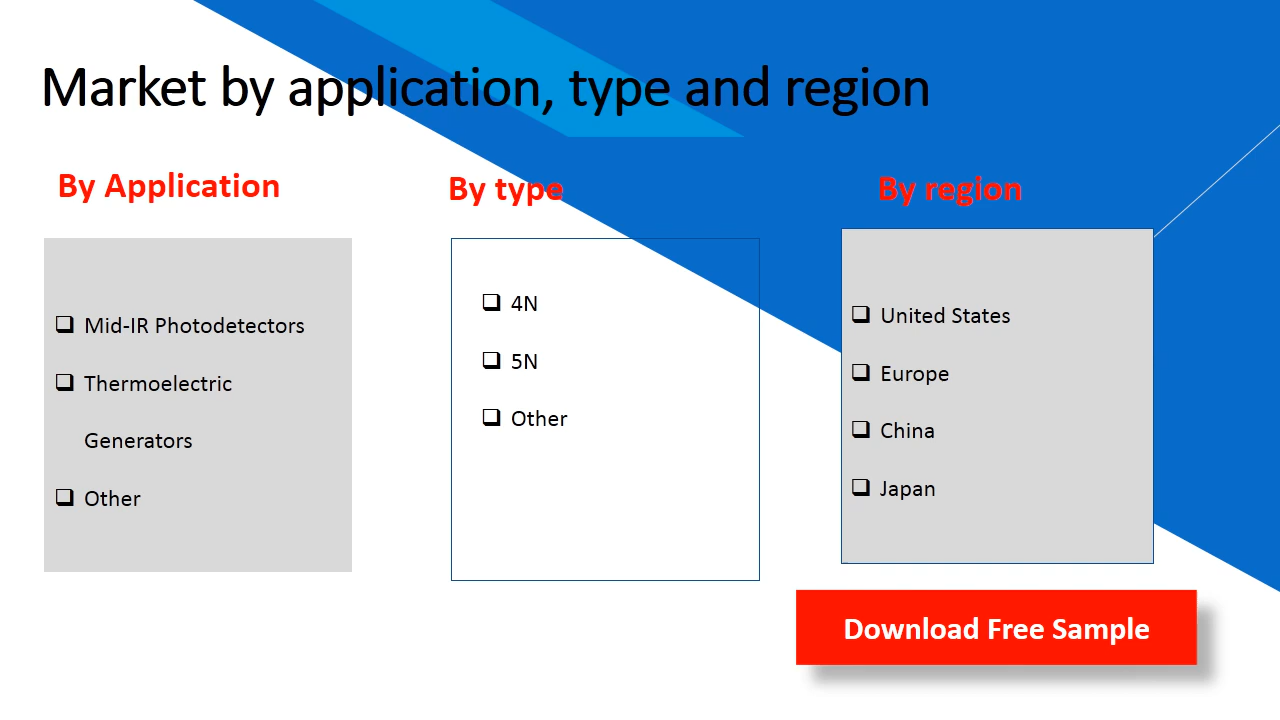 Market by application, type and region
By Application
Mid-IR Photodetectors
Thermoelectric
Generators
Other
By type
4N
5N
Other
By region
United States
Europe
China
Japan
Download Free Sample